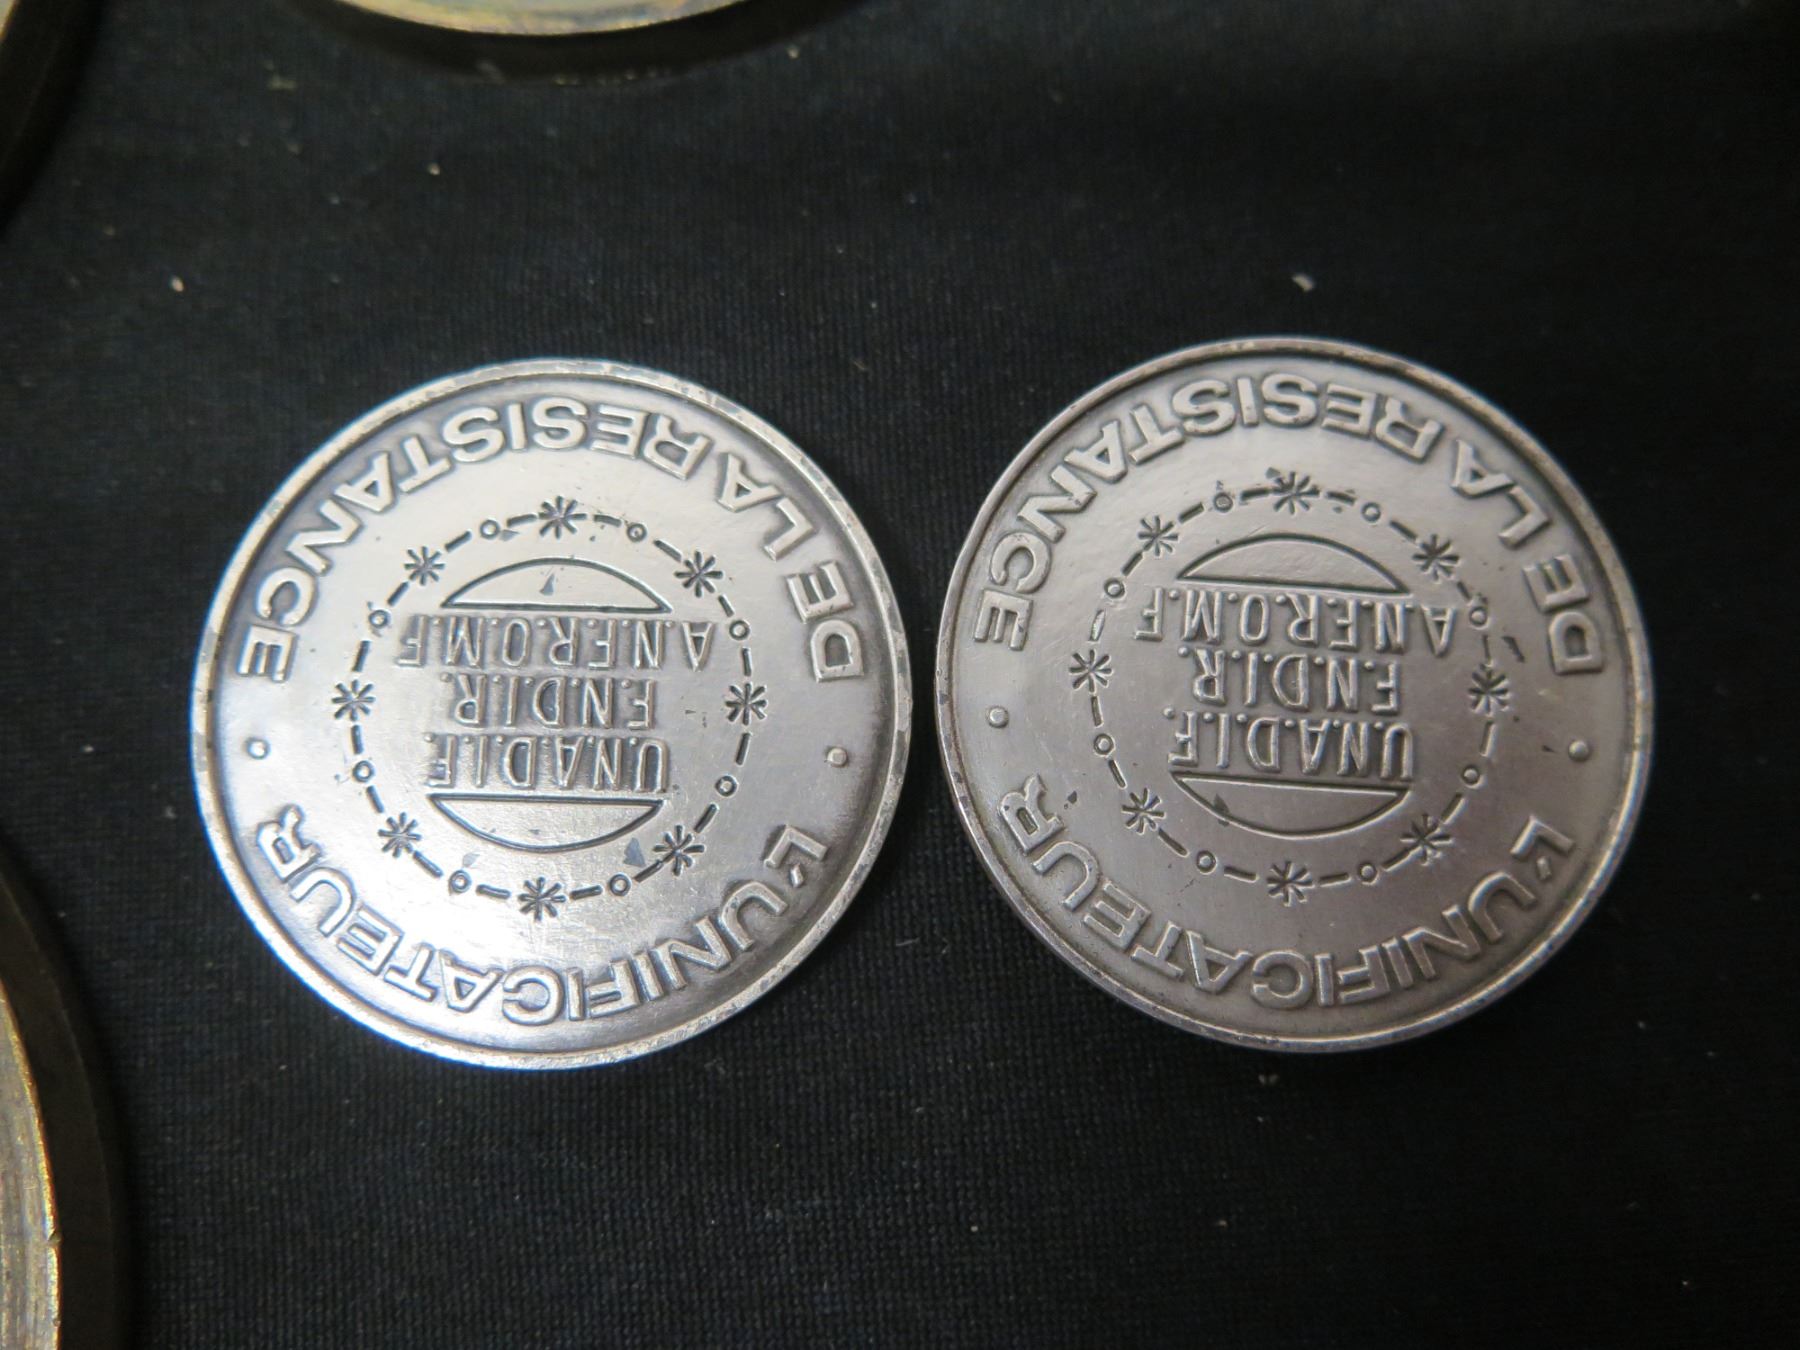 L'UNIFICATEUR
U.N.A.D.I.F.
F.N.D.I.R.
A.N.F.R.O.M.F
DE LA RESISTANCE
L'UNIFICATEUR
U.N.A.D.I.F.
F.N.D.I.R.
A.N.F.R.O.M.F
DE LA RESISTANCE